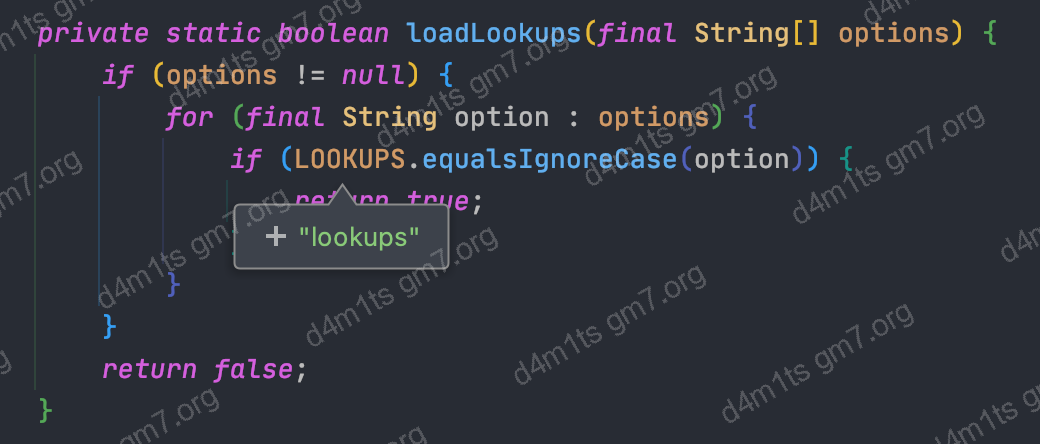 private static boolean loadLookups(final String[] options) {
if (options != null) {
for (final String option : options) {
if (LOOKUPS.equalsIgnoreCase(option)) {
return true;
+ "lookups"
}
}
return false;
}
d4m1ts gm7.org